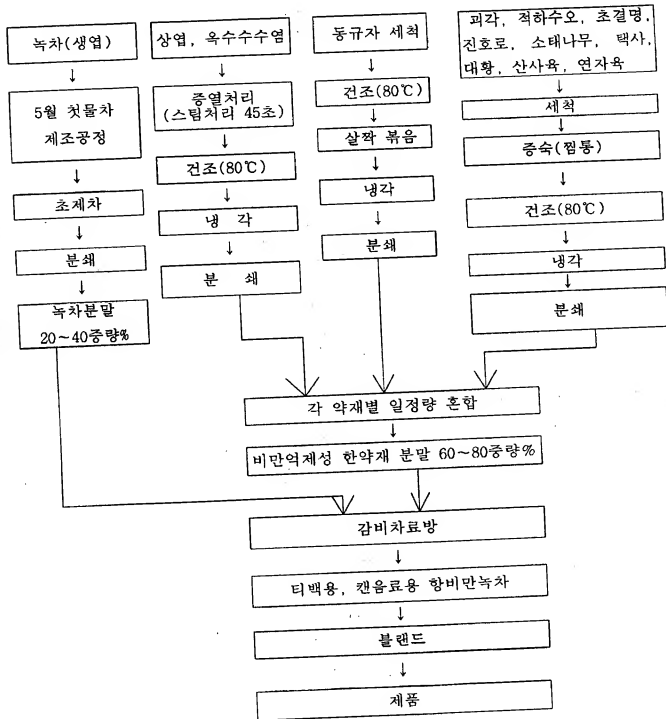 녹차(생엽)
↓
5월 첫물차
제조공정
↓
초제차
↓
분쇄
↓
녹차분말
20~40중량%
상엽, 옥수수수염
↓
증열처리
(스팀처리 45초)
↓
건조(80℃)
↓
냉 각
↓
분 쇄
동규자 세척
↓
건조(80℃)
↓
살짝 볶음
↓
냉각
↓
분쇄
괴각, 적하수오, 초결명,
진호로, 소태나무, 택사,
대황, 산사육, 연자육
↓
세척
↓
증숙(찜통)
↓
건조(80℃)
↓
냉각
↓
분쇄
각 약재별 일정량 혼합
↓
비만억제성 한약재 분말 60~80중량%
감비차료방
↓
티백용, 캔음료용 항비만녹차
↓
블랜드
↓
제품